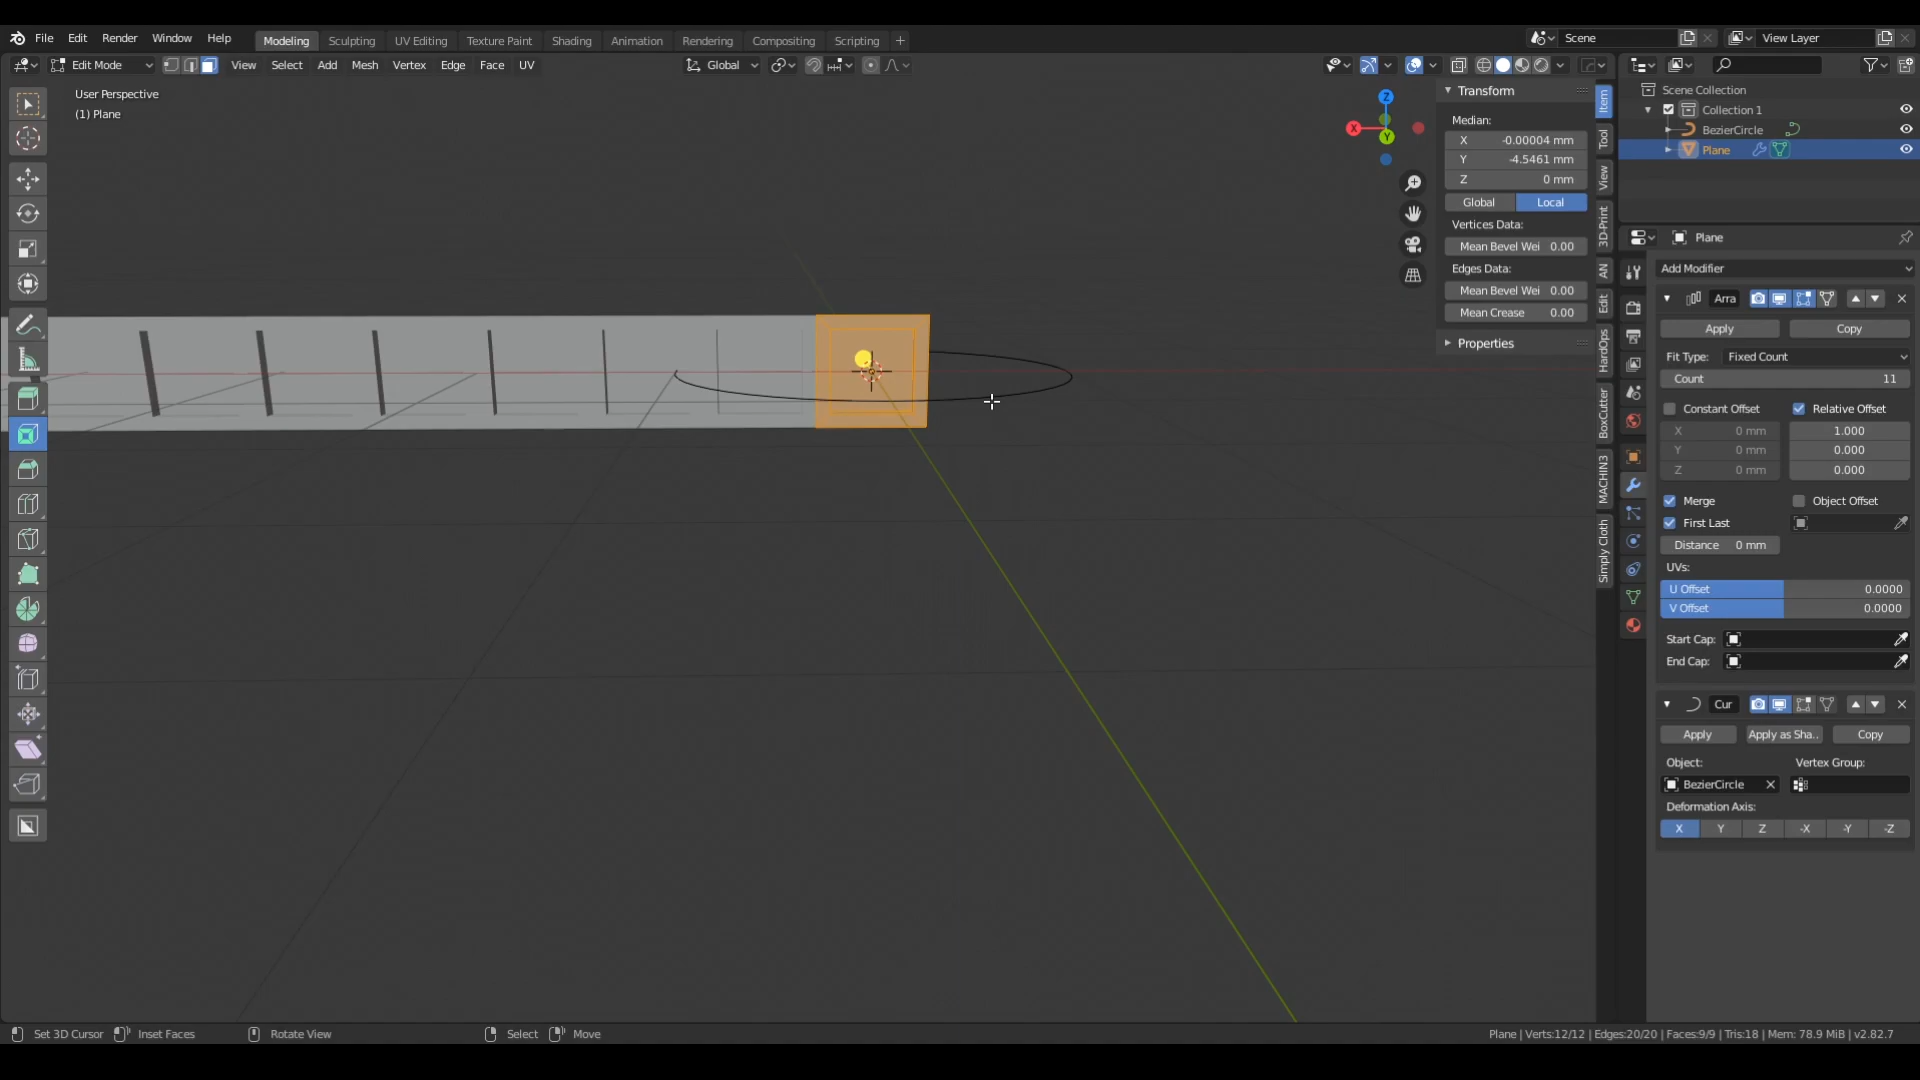 File Edit Render Window Help Modeling Sculpting UV Editing Texture Paint Shading Animation Rendering Compositing Scripting + Scene View Layer
Edit Mode View Select Add Mesh Vertex Edge Face UV Global
User Perspective
(1) Plane
Z
X
Y
Transform
Median:
X -0.00004 mm
Y -4.5461 mm
Z 0 mm
Global Local
Vertices Data:
Mean Bevel Wei 0.00
Edges Data:
Mean Bevel Wei 0.00
Mean Crease 0.00
Properties
Item
Tool
View
3D-Print
AN
Edit
HardOps
BoxCutter
MACHIN3
Simply Cloth
Scene Collection
Collection 1
BezierCircle
Plane
Plane
Add Modifier
Arra
Apply Copy
Fit Type: Fixed Count
Count 11
Constant Offset Relative Offset
X 0 mm 1.000
Y 0 mm 0.000
Z 0 mm 0.000
Merge Object Offset
First Last
Distance 0 mm
UVs:
U Offset 0.0000
V Offset 0.0000
Start Cap:
End Cap:
Cur
Apply Apply as Sha.. Copy
Object: Vertex Group:
BezierCircle
Deformation Axis:
X Y Z -X -Y -Z
Set 3D Cursor Inset Faces Rotate View Select Move Plane | Verts:12/12 | Edges:20/20 | Faces:9/9 | Tris:18 | Mem: 78.9 MiB | v2.82.7